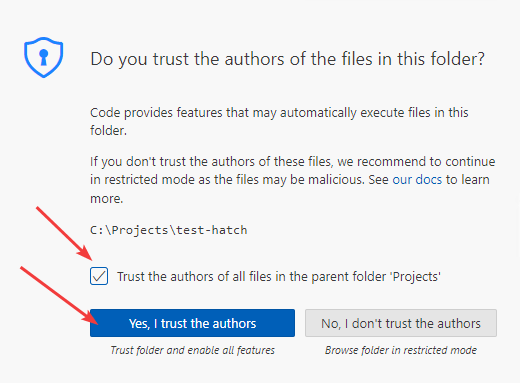 Do you trust the authors of the files in this folder?
Code provides features that may automatically execute files in this
folder.
If you don't trust the authors of these files, we recommend to continue
in restricted mode as the files may be malicious. See our docs to learn
more.
C:\Projects\test-hatch
Trust the authors of all files in the parent folder 'Projects'
Yes, I trust the authors
No, I don't trust the authors
Trust folder and enable all features
Browse folder in restricted mode